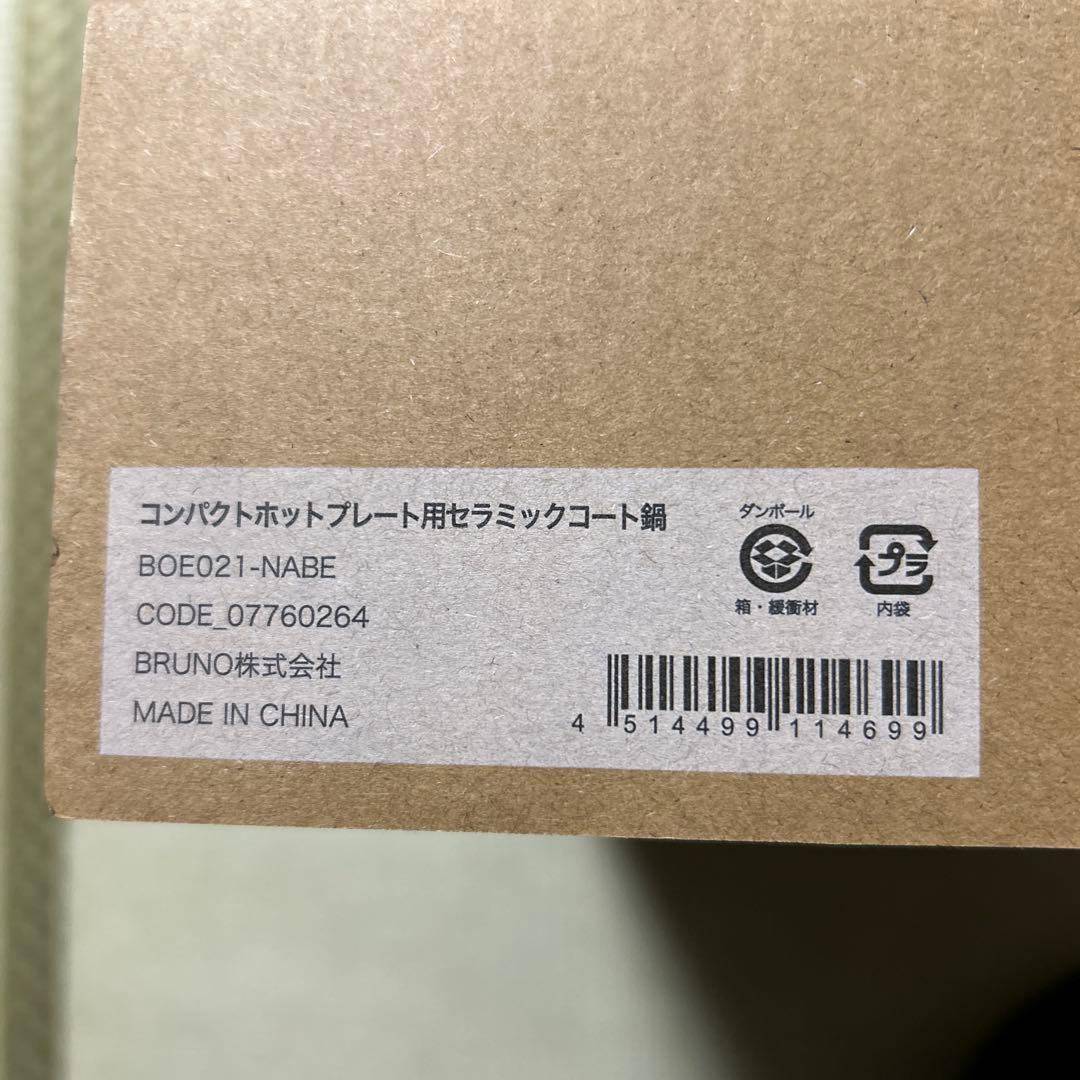 コンパクトホットプレート用セラミックコート鍋
BOE021-NABE
CODE_07760264
BRUNO株式会社
MADE IN CHINA
ダンボール
箱・緩衝材
プラ
内袋
4 514499 114699